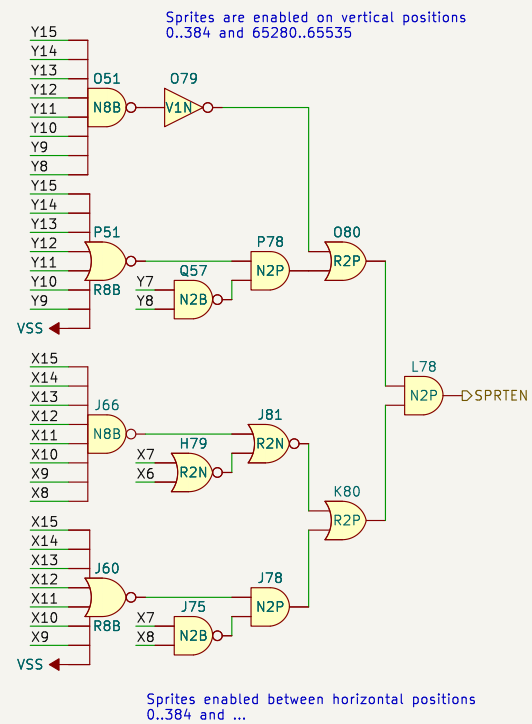 Sprites are enabled on vertical positions
0..384 and 65280..65535
Y15
Y14
Y13
Y12
Y11
Y10
Y9
Y8
O51
N8B
O79
V1N
Y15
Y14
Y13
Y12
Y11
Y10
Y9
VSS
P51
R8B
Y7
Y8
Q57
N2B
P78
N2P
O80
R2P
L78
N2P
SPRTEN
X15
X14
X13
X12
X11
X10
X9
X8
J66
N8B
X7
X6
H79
R2N
J81
R2N
K80
R2P
X15
X14
X13
X12
X11
X10
X9
VSS
J60
R8B
X7
X8
J75
N2B
J78
N2P
Sprites enabled between horizontal positions
0..384 and ...